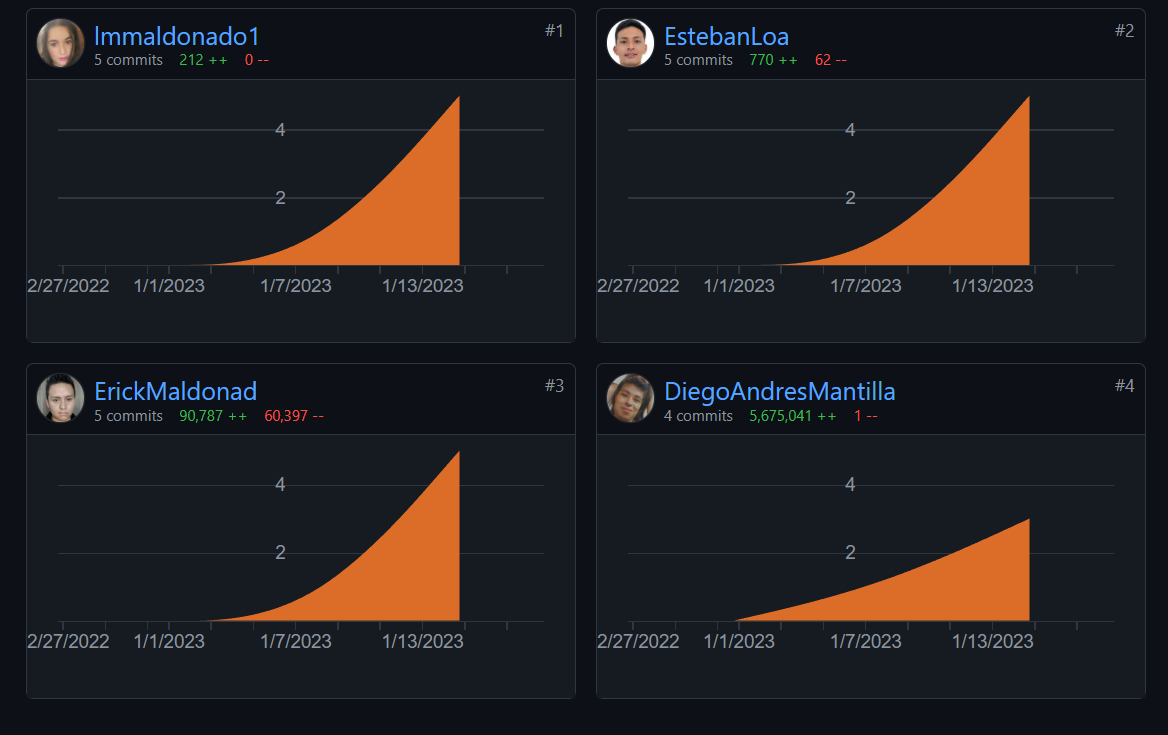 lmmaldonado1
#1
5 commits 212 ++ 0 --
4
2
2/27/2022 1/1/2023 1/7/2023 1/13/2023
EstebanLoa
#2
5 commits 770 ++ 62 --
4
2
2/27/2022 1/1/2023 1/7/2023 1/13/2023
ErickMaldonad
#3
5 commits 90,787 ++ 60,397 --
4
2
2/27/2022 1/1/2023 1/7/2023 1/13/2023
DiegoAndresMantilla
#4
4 commits 5,675,041 ++ 1 --
4
2
2/27/2022 1/1/2023 1/7/2023 1/13/2023